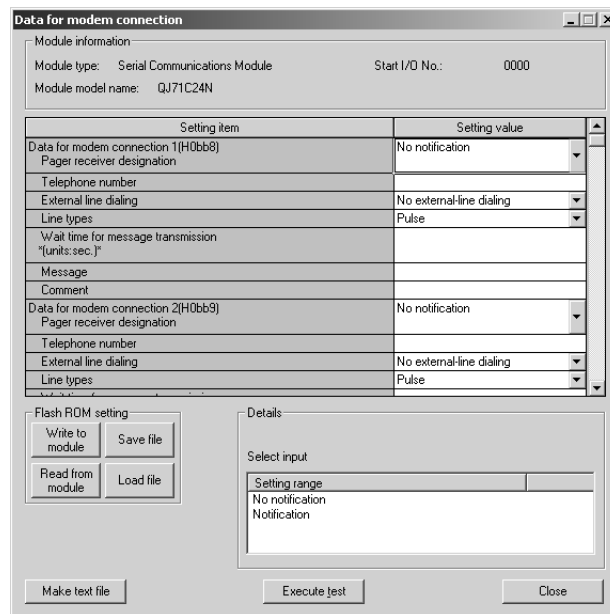 Data for modem connection
Module information
Module type: Serial Communications Module Start I/O No.: 0000
Module model name: QJ71C24N
Setting item Setting value
Data for modem connection 1(H0bb8) No notification
Pager receiver designation
Telephone number
External line dialing No external-line dialing
Line types Pulse
Wait time for message transmission
*(units:sec.)*
Message
Comment
Data for modem connection 2(H0bb9) No notification
Pager receiver designation
Telephone number
External line dialing No external-line dialing
Line types Pulse
Flash ROM setting
Write to
module
Save file
Read from
module
Load file
Details
Select input
Setting range
No notification
Notification
Make text file Execute test Close